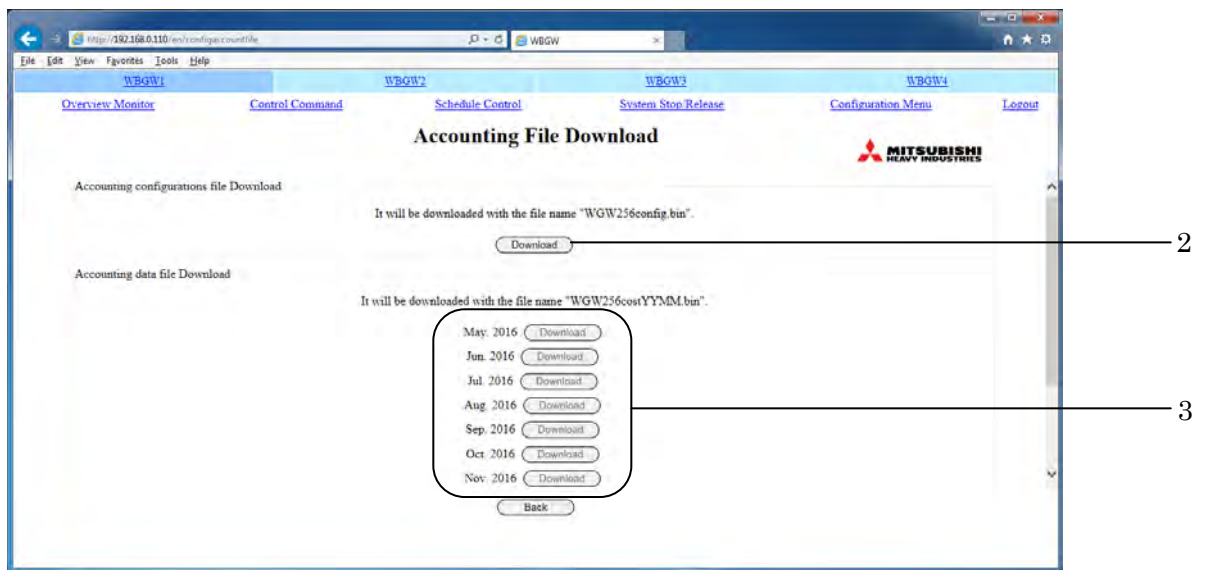 http://192.168.0.110/en/configaccountfile
WBGW
File Edit View Favorites Tools Help
WBGW1 WBGW2 WBGW3 WBGW4
Overview Monitor Control Command Schedule Control System Stop/Release Configuration Menu Logout
Accounting File Download
MITSUBISHI
HEAVY INDUSTRIES
Accounting configurations file Download
It will be downloaded with the file name "WGW256config.bin".
Download
2
Accounting data file Download
It will be downloaded with the file name "WGW256costYYMM.bin".
May. 2016 Download
Jun. 2016 Download
Jul. 2016 Download
Aug. 2016 Download
3
Sep. 2016 Download
Oct. 2016 Download
Nov. 2016 Download
Back